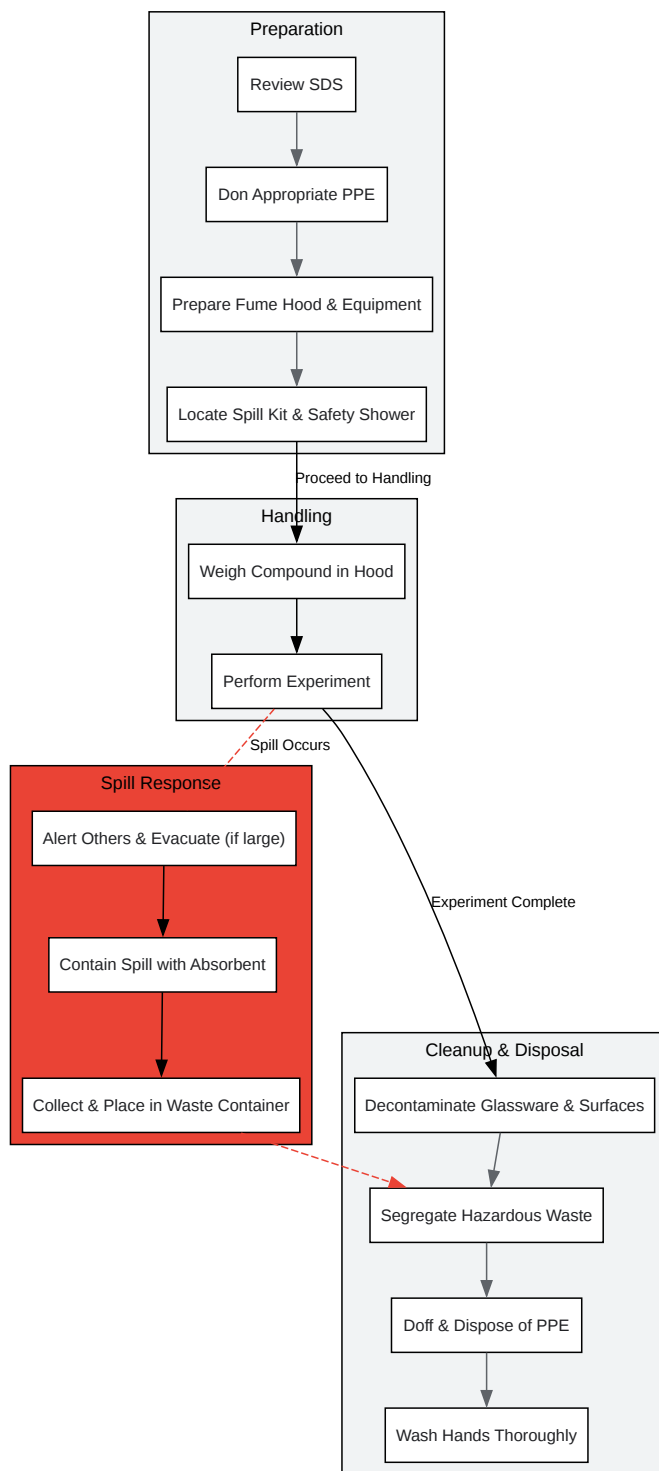 Preparation
Review SDS
Don Appropriate PPE
Prepare Fume Hood & Equipment
Locate Spill Kit & Safety Shower
Proceed to Handling
Handling
Weigh Compound in Hood
Perform Experiment
Spill Occurs
Spill Response
Alert Others & Evacuate (if large)
Experiment Complete
Contain Spill with Absorbent
Cleanup & Disposal
Collect & Place in Waste Container
Decontaminate Glassware & Surfaces
Segregate Hazardous Waste
Doff & Dispose of PPE
Wash Hands Thoroughly